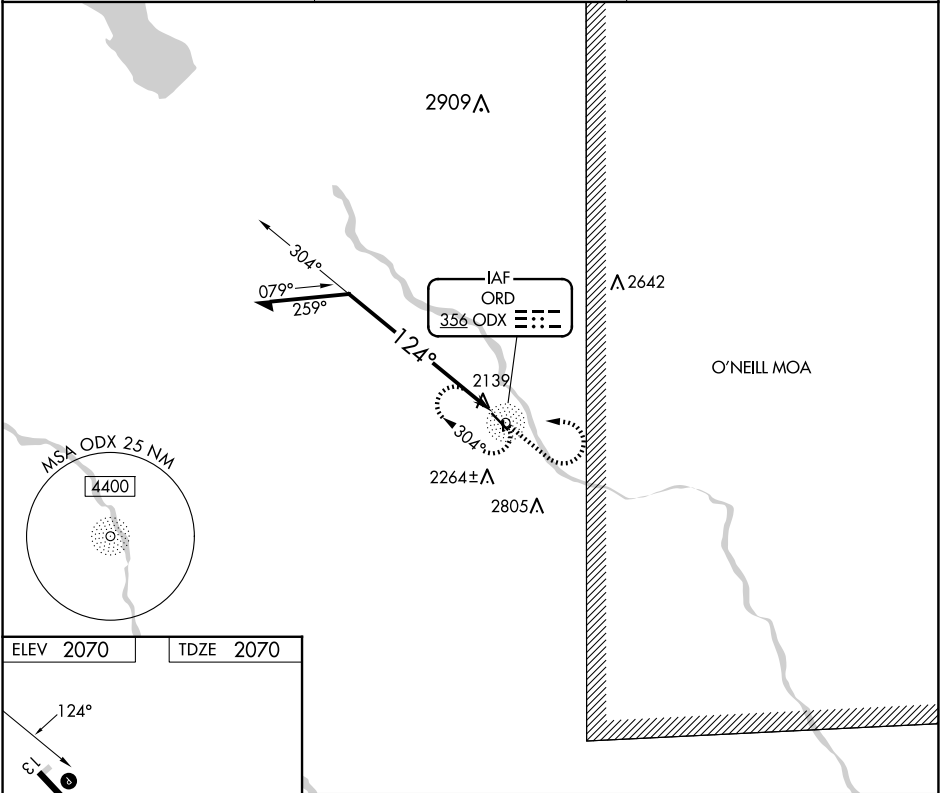 2909
304°
IAF
ORD
356 ODX
079°
259°
2642
124°
O'NEILL MOA
2139
304°
MSA ODX 25 NM
4400
2264±
2805
ELEV 2070
TDZE 2070
124°
13
P